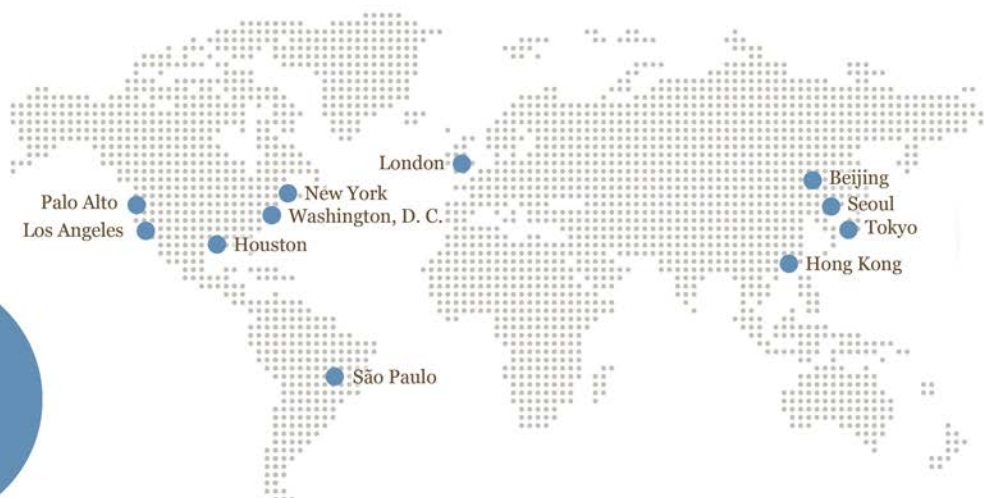 London
Beijing
New York
Palo Alto
Seoul
Washington, D. C.
Tokyo
Los Angeles
Houston
Hong Kong
São Paulo